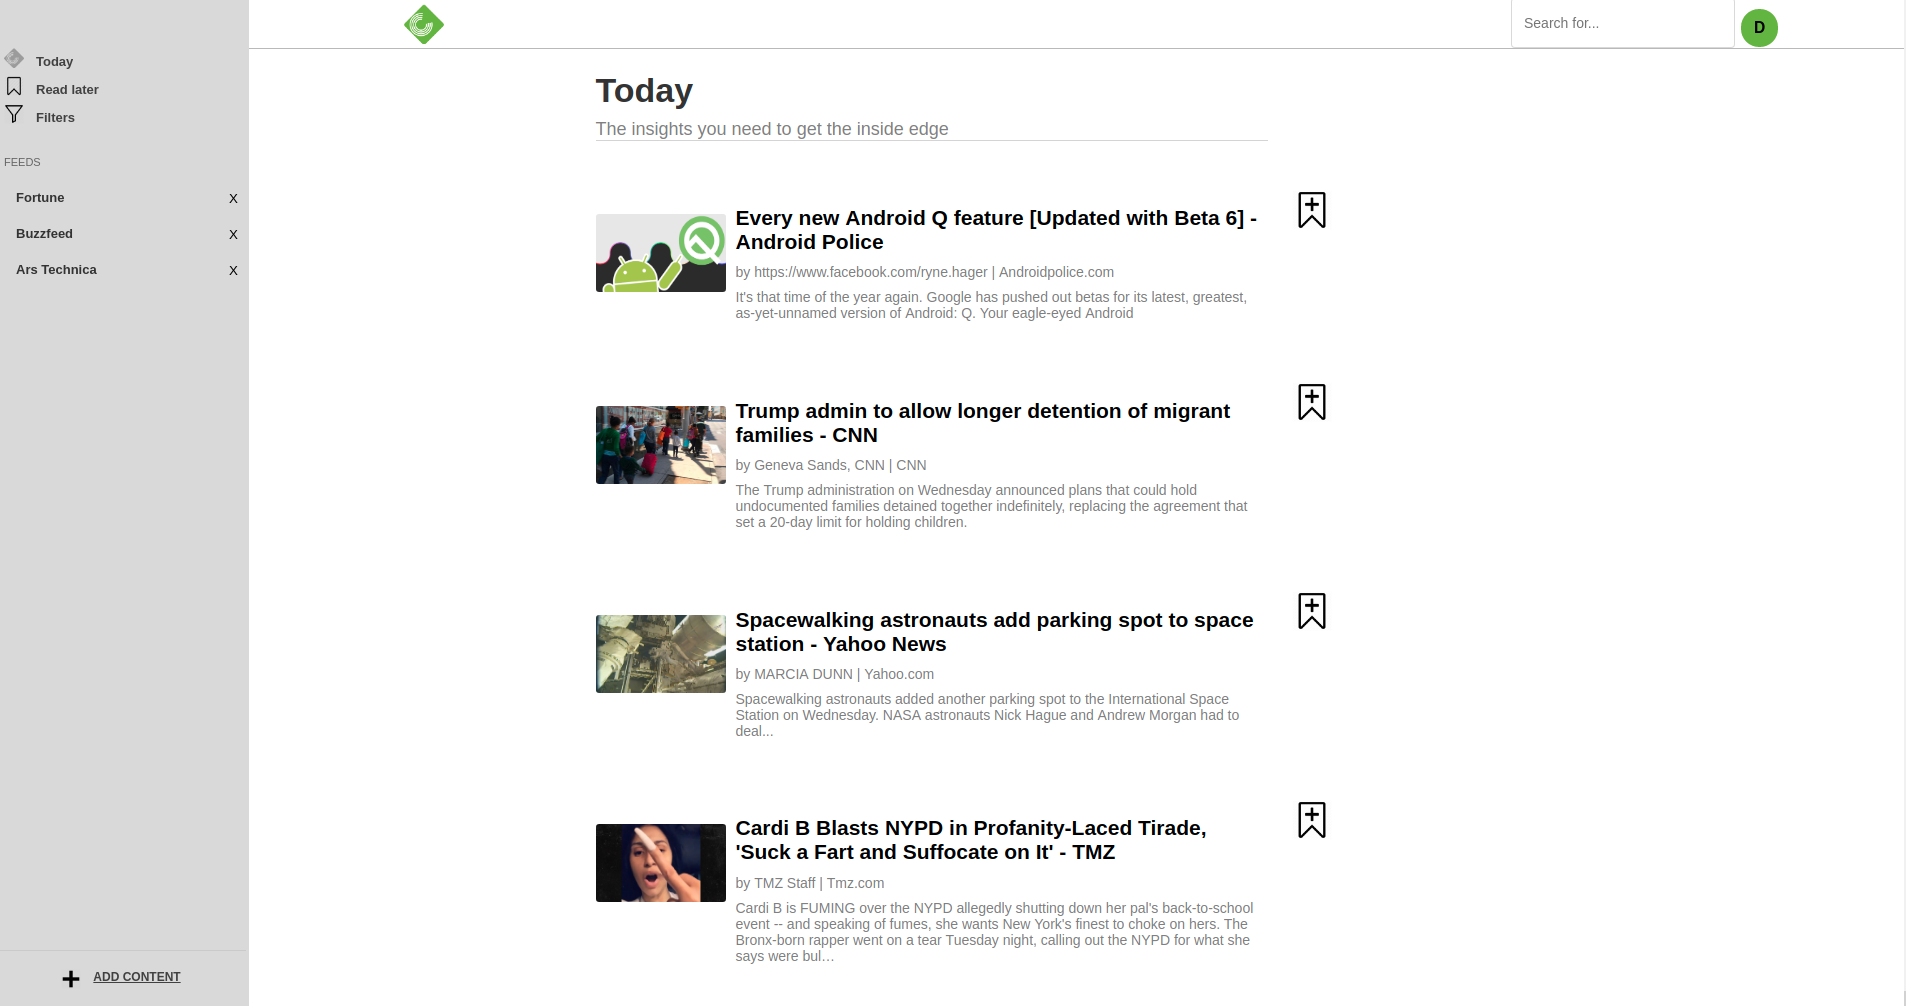 Search for...
D
Today
Read later
Filters
FEEDS
Fortune X
Buzzfeed X
Ars Technica X
ADD CONTENT
Today
The insights you need to get the inside edge
Every new Android Q feature [Updated with Beta 6] -
Android Police
by https://www.facebook.com/ryne.hager | Androidpolice.com
It's that time of the year again. Google has pushed out betas for its latest, greatest,
as-yet-unnamed version of Android: Q. Your eagle-eyed Android
Trump admin to allow longer detention of migrant
families - CNN
by Geneva Sands, CNN | CNN
The Trump administration on Wednesday announced plans that could hold
undocumented families detained together indefinitely, replacing the agreement that
set a 20-day limit for holding children.
Spacewalking astronauts add parking spot to space
station - Yahoo News
by MARCIA DUNN | Yahoo.com
Spacewalking astronauts added another parking spot to the International Space
Station on Wednesday. NASA astronauts Nick Hague and Andrew Morgan had to
deal...
Cardi B Blasts NYPD in Profanity-Laced Tirade,
'Suck a Fart and Suffocate on It' - TMZ
by TMZ Staff | Tmz.com
Cardi B is FUMING over the NYPD allegedly shutting down her pal's back-to-school
event -- and speaking of fumes, she wants New York's finest to choke on hers. The
Bronx-born rapper went on a tear Tuesday night, calling out the NYPD for what she
says were bul…